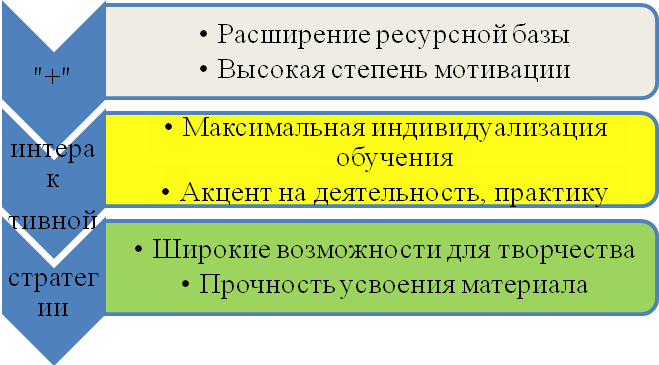 "+"
• Расширение ресурсной базы
• Высокая степень мотивации
интера
к
тивной
• Максимальная индивидуализация
обучения
• Акцент на деятельность, практику
стратег
ии
• Широкие возможности для творчества
• Прочность усвоения материала